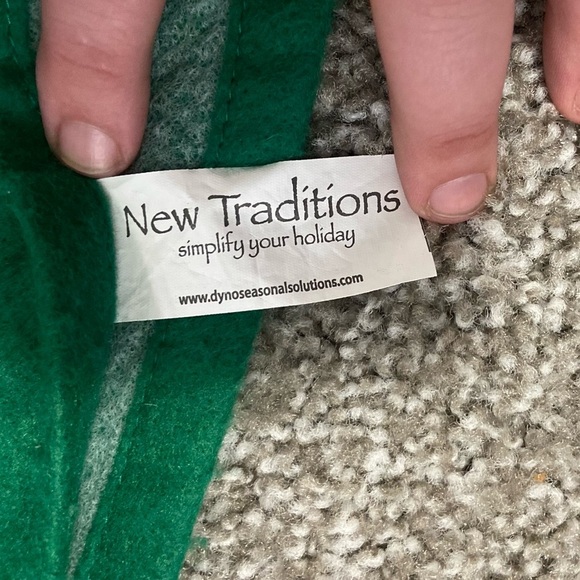 New Traditions
simplify your holiday
www.dynoseasonalsolutions.com